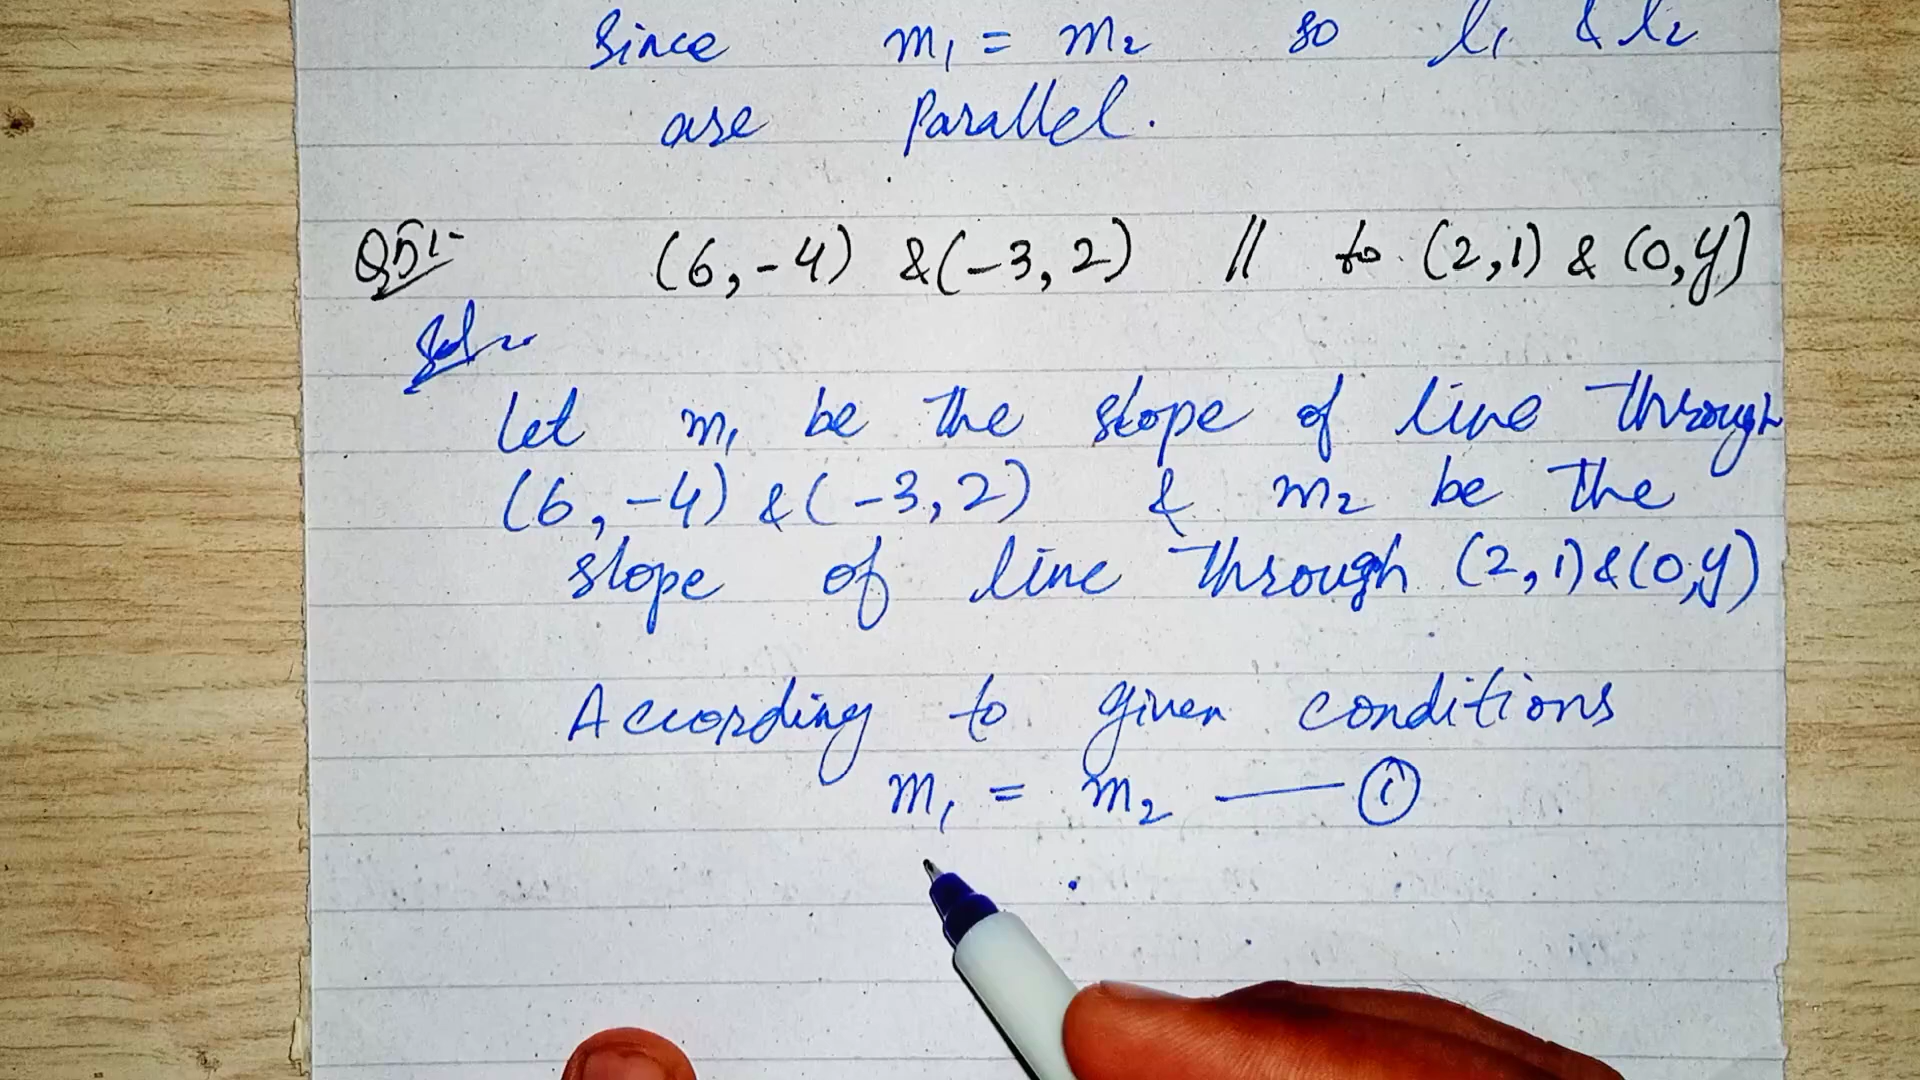 Since m₁ = m₂ so l₁ & l₂
are Parallel.
Q5:- (6,-4) &(-3,2) // to (2,1) & (0,y)
Sol:-
Let m₁ be the slope of line through
(6,-4) &(-3,2) & m₂ be the
slope of line through (2,1)&(0,y)
According to given conditions
m₁ = m₂ —— ①